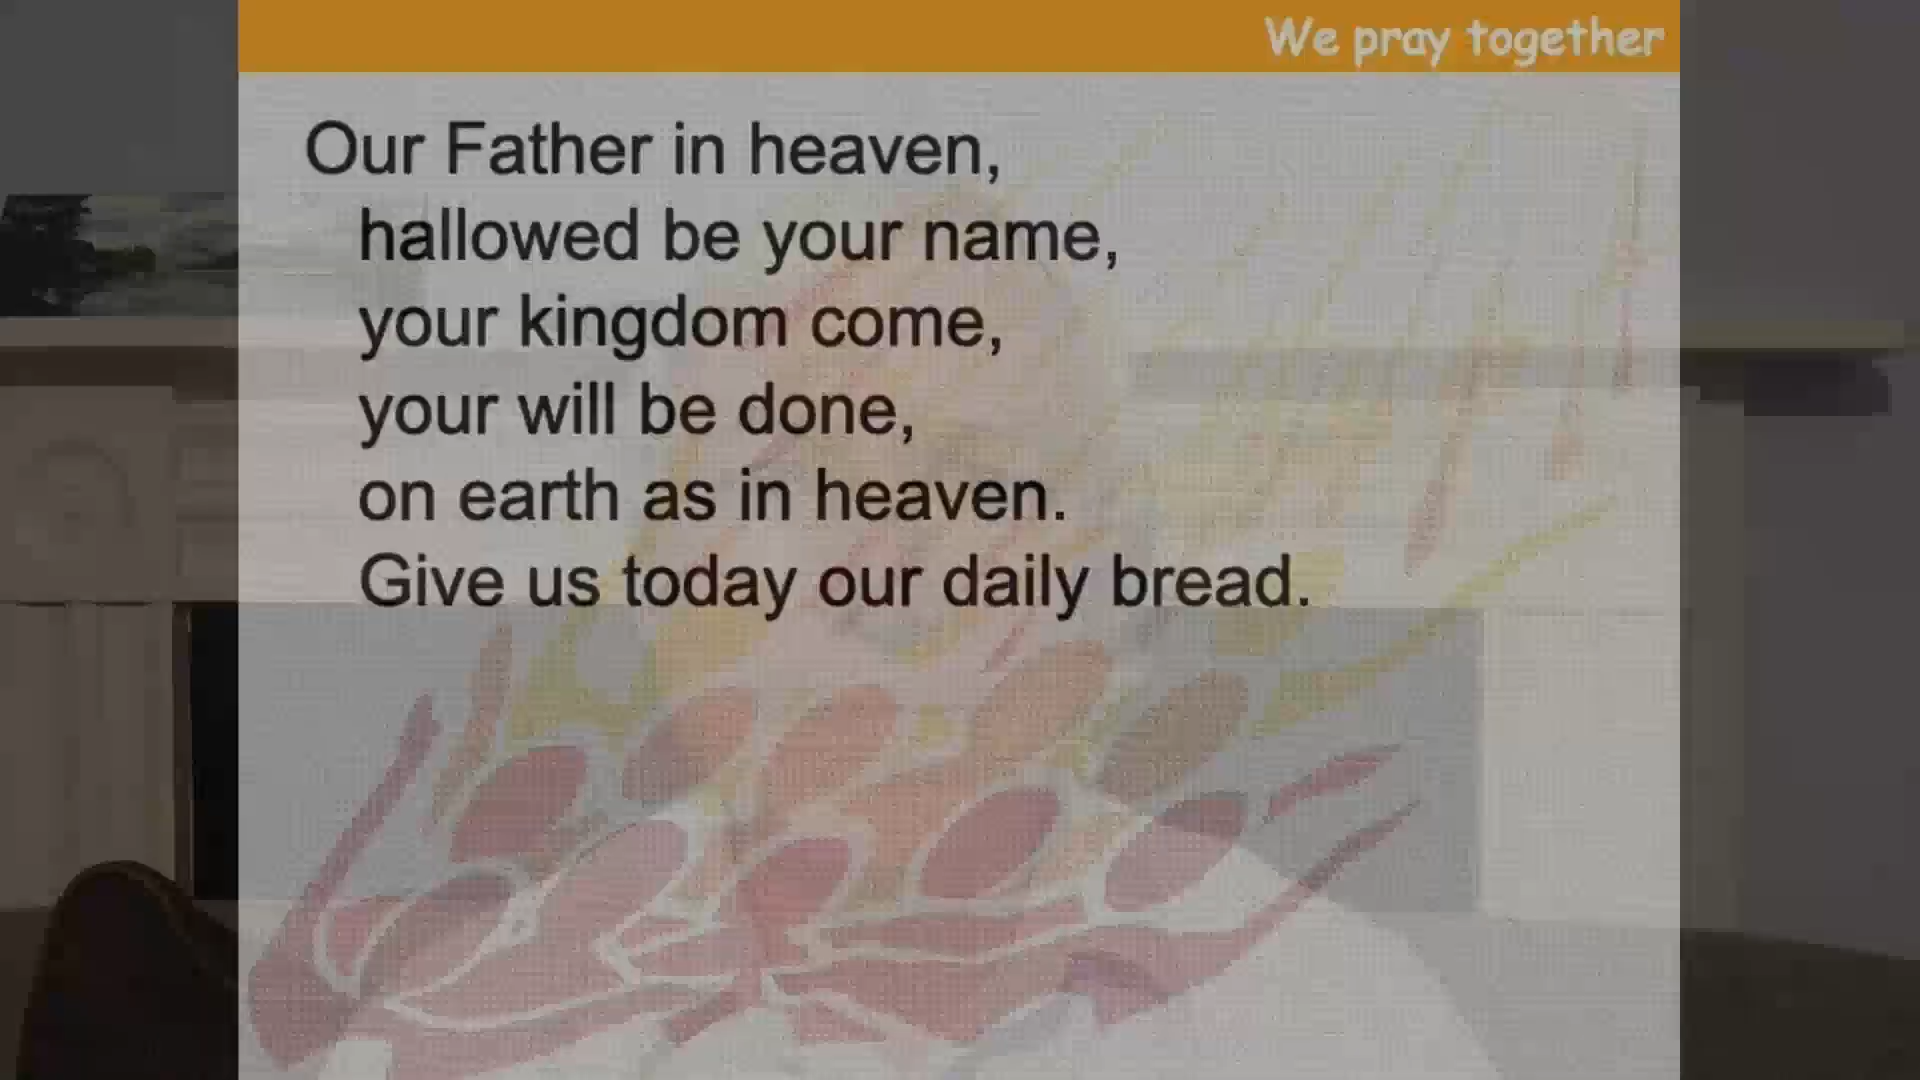 We pray together
Our Father in heaven,
hallowed be your name,
your kingdom come,
your will be done,
on earth as in heaven.
Give us today our daily bread.